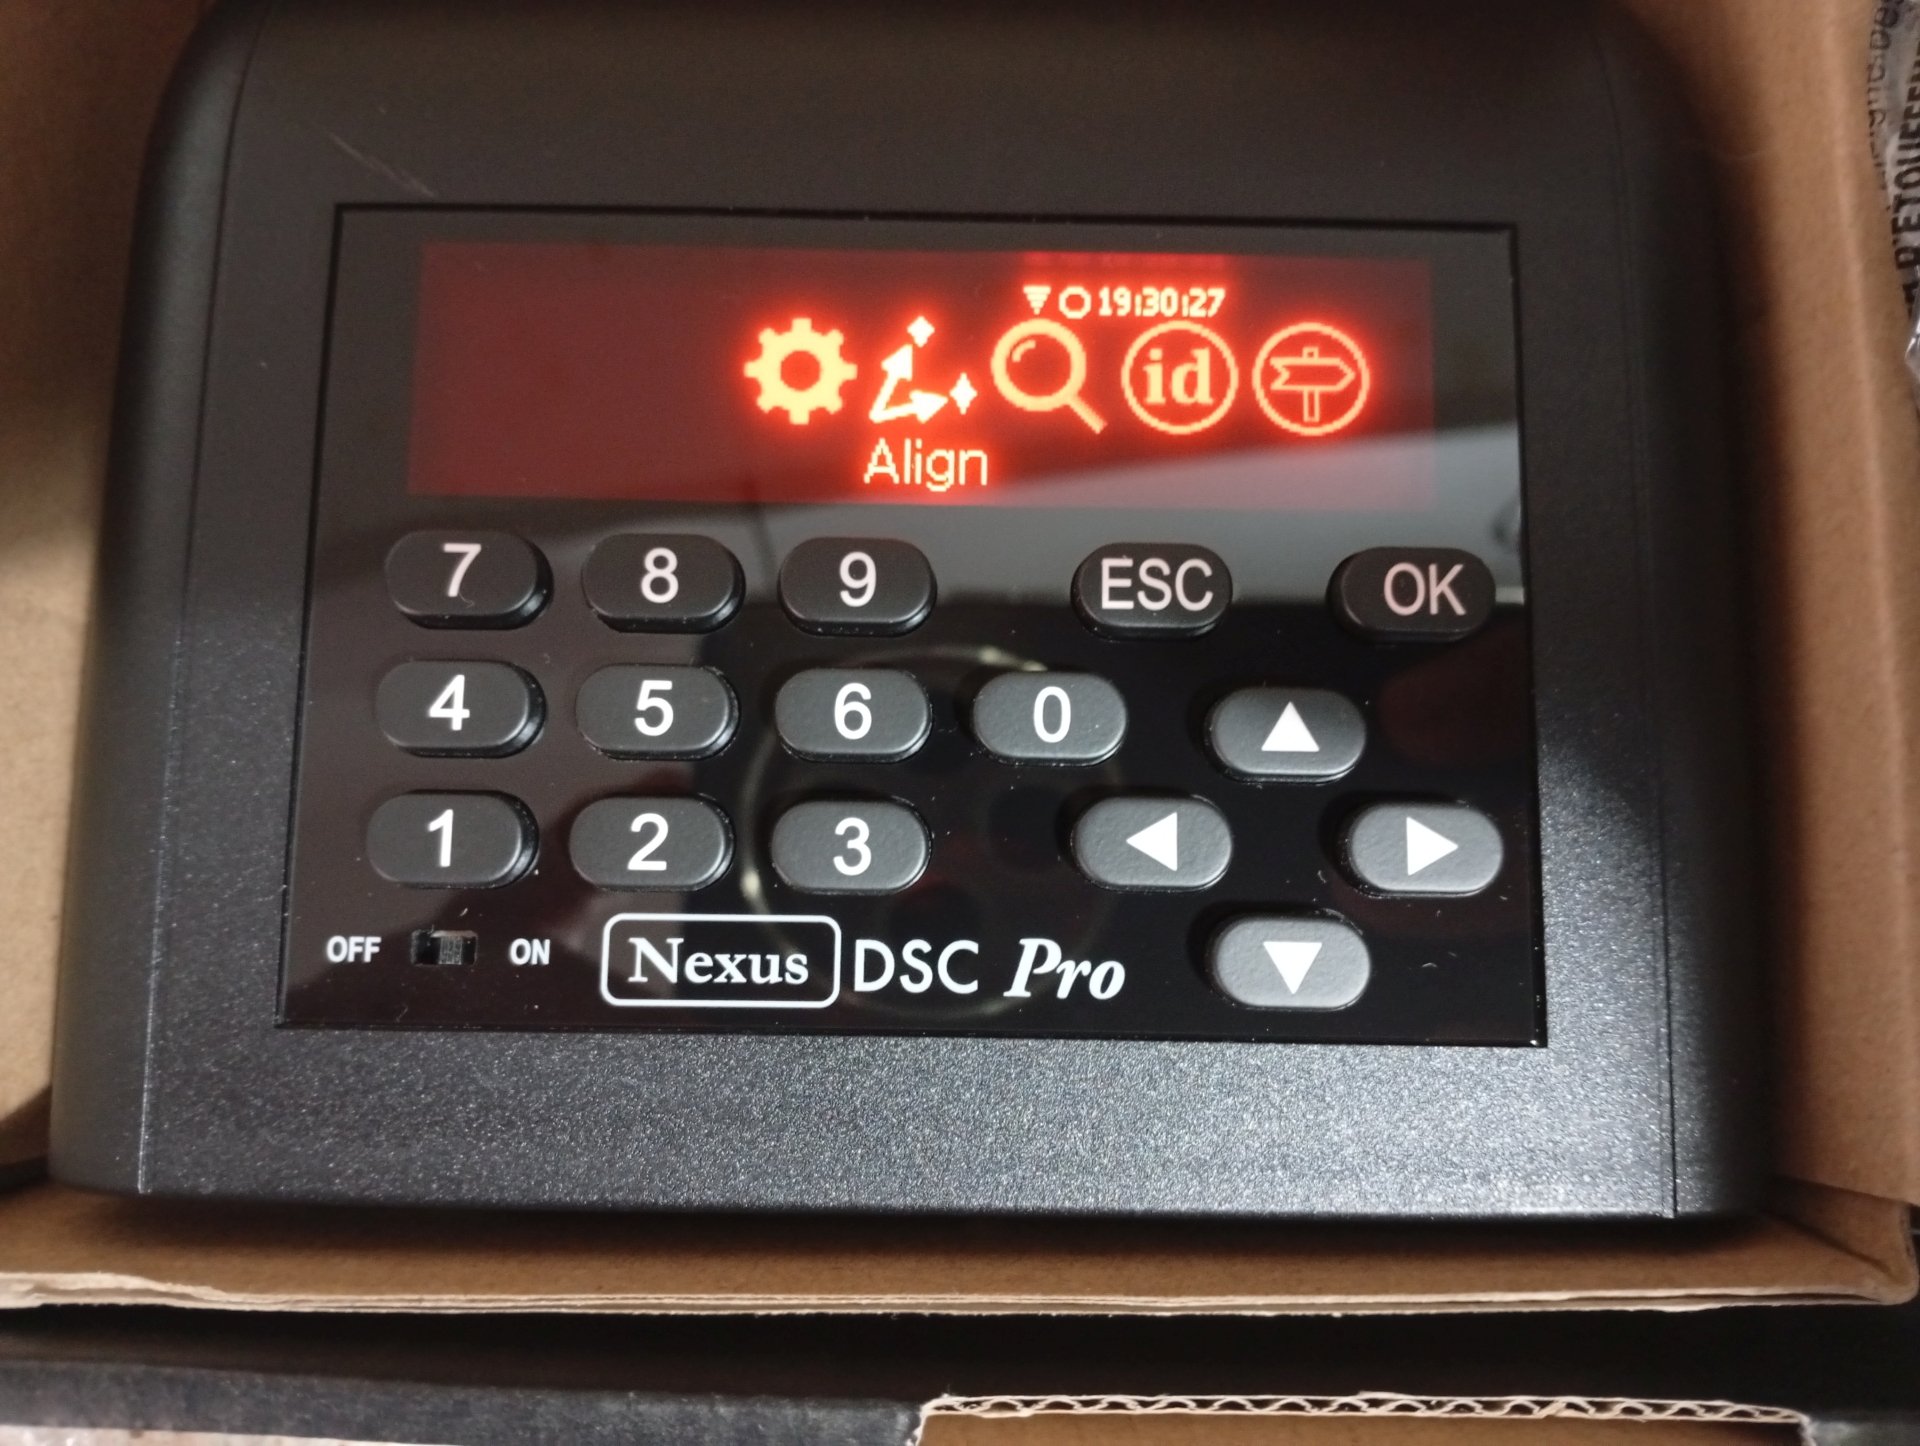 19:30:27
id
Align
7 8 9 ESC OK
4 5 6 0
1 2 3
OFF ON Nexus DSC Pro